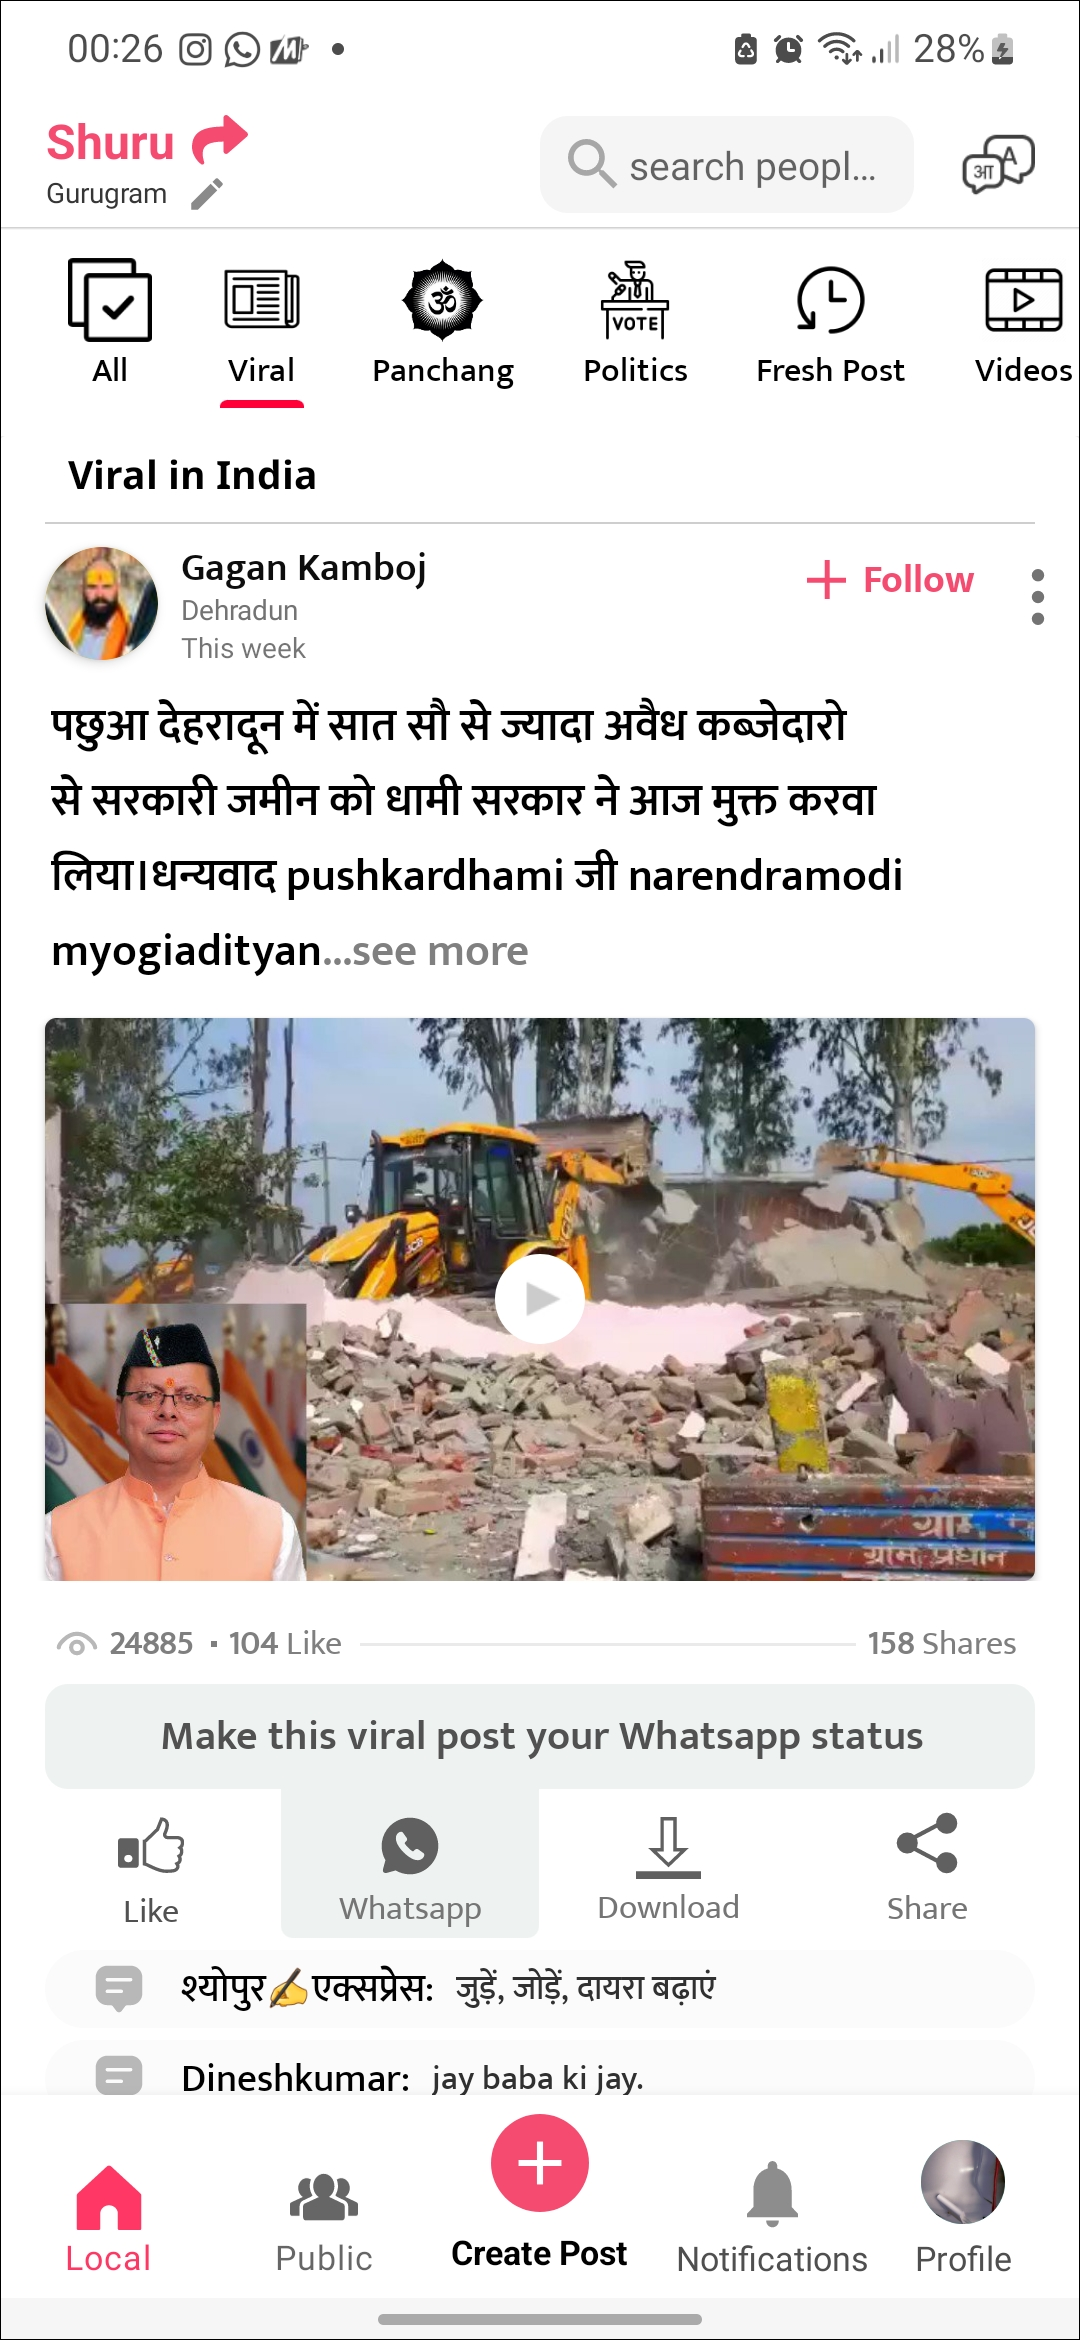 00:26
28%
Shuru
Gurugram
search peopl...
आ A
VOTE
All
Viral
Panchang
Politics
Fresh Post
Videos
Viral in India
Gagan Kamboj
Follow
Dehradun
This week
पछुआ देहरादून में सात सौ से ज्यादा अवैध कब्जेदारो
से सरकारी जमीन को धामी सरकार ने आज मुक्त करवा
लिया।धन्यवाद pushkardhami जी narendramodi
myogiadityan...see more
JCB
ग्राम
ग्राम प्रधान
24885 • 104 Like
158 Shares
Make this viral post your Whatsapp status
Like
Whatsapp
Download
Share
श्योपुर✍️एक्सप्रेस: जुड़ें, जोड़ें, दायरा बढ़ाएं
Dineshkumar: jay baba ki jay.
Local
Public
Create Post
Notifications
Profile